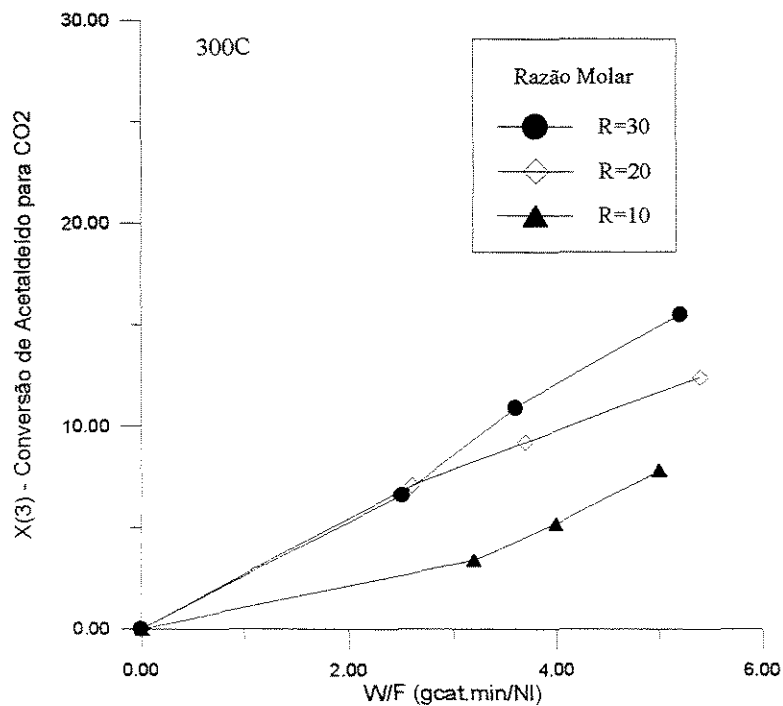 30.00
300C
Razão Molar
R=30
R=20
R=10
20.00
10.00
0.00
X(3) - Conversão de Acetaldeído para CO2
0.00
2.00
4.00
6.00
W/F (gcat.min/Nl)